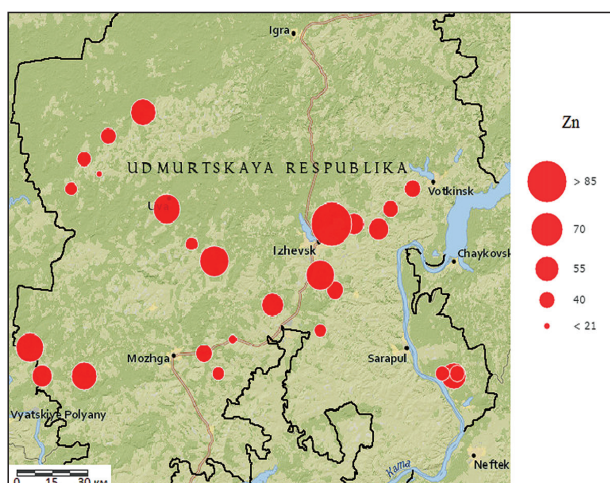 Igra
Zn
UDMURTSKAYA RESPUBLIKA
> 85
Votkinsk
70
Izhevsk
Chaykovsk
55
40
< 21
Mozhga
Sarapul
Vyatskiye Polyany
Kama
Neftek
0 15 30 км